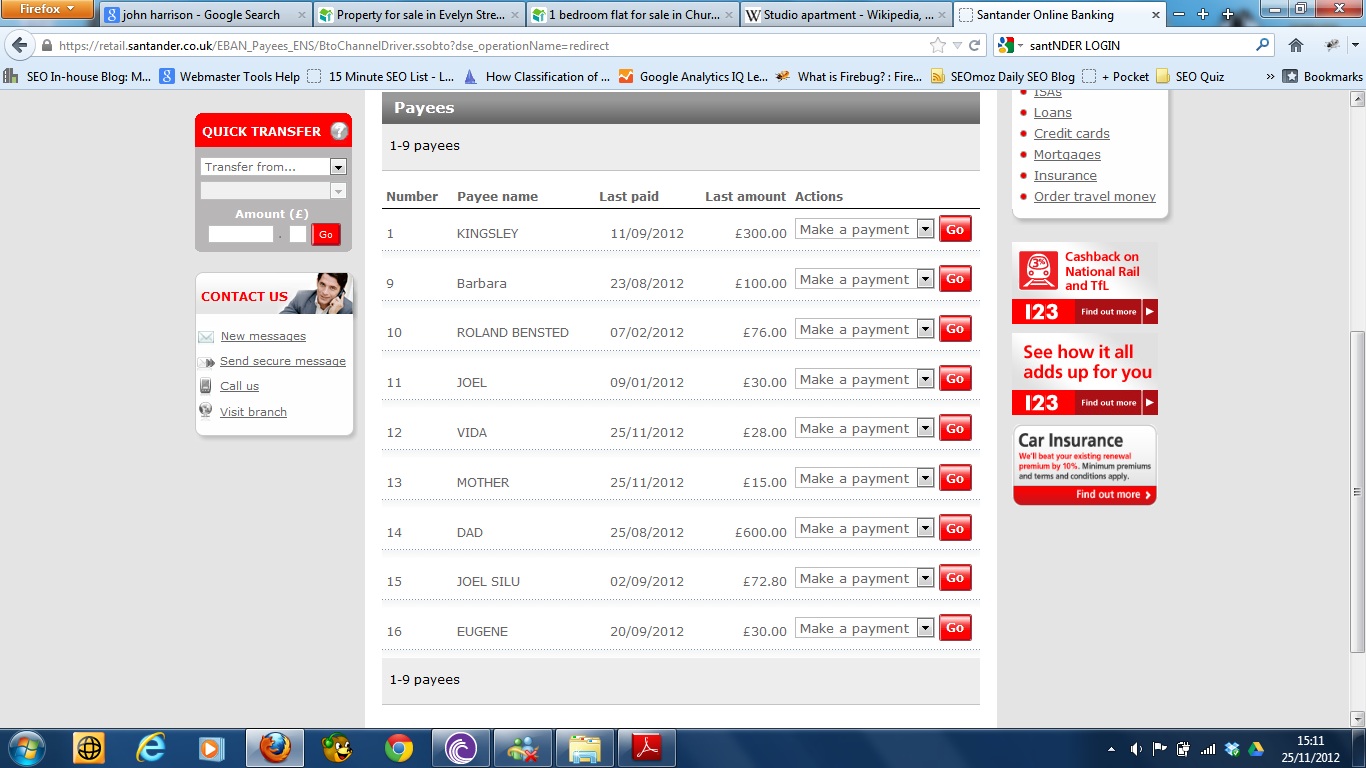 Firefox
john harrison - Google Search
Property for sale in Evelyn Stre...
1 bedroom flat for sale in Chur...
Studio apartment - Wikipedia, ...
Santander Online Banking
https://retail.santander.co.uk/EBAN_Payees_ENS/BtoChannelDriver.ssobto?dse_operationName=redirect
santNDER LOGIN
SEO In-house Blog: M... Webmaster Tools Help 15 Minute SEO List - L... How Classification of ... Google Analytics IQ Le... What is Firebug? : Fire... SEOmoz Daily SEO Blog + Pocket SEO Quiz » Bookmarks
QUICK TRANSFER ?
Transfer from...
Amount (£)
. Go
CONTACT US
New messages
Send secure message
Call us
Visit branch
Payees
1-9 payees
Number Payee name Last paid Last amount Actions
1 KINGSLEY 11/09/2012 £300.00 Make a payment Go
9 Barbara 23/08/2012 £100.00 Make a payment Go
10 ROLAND BENSTED 07/02/2012 £76.00 Make a payment Go
11 JOEL 09/01/2012 £30.00 Make a payment Go
12 VIDA 25/11/2012 £28.00 Make a payment Go
13 MOTHER 25/11/2012 £15.00 Make a payment Go
14 DAD 25/08/2012 £600.00 Make a payment Go
15 JOEL SILU 02/09/2012 £72.80 Make a payment Go
16 EUGENE 20/09/2012 £30.00 Make a payment Go
1-9 payees
ISAs
Loans
Credit cards
Mortgages
Insurance
Order travel money
3%
Cashback on
National Rail
and TfL
123 Find out more
See how it all
adds up for you
123 Find out more
Car Insurance
We'll beat your existing renewal
premium by 10%. Minimum premiums
and terms and conditions apply.
Find out more
15:11
25/11/2012